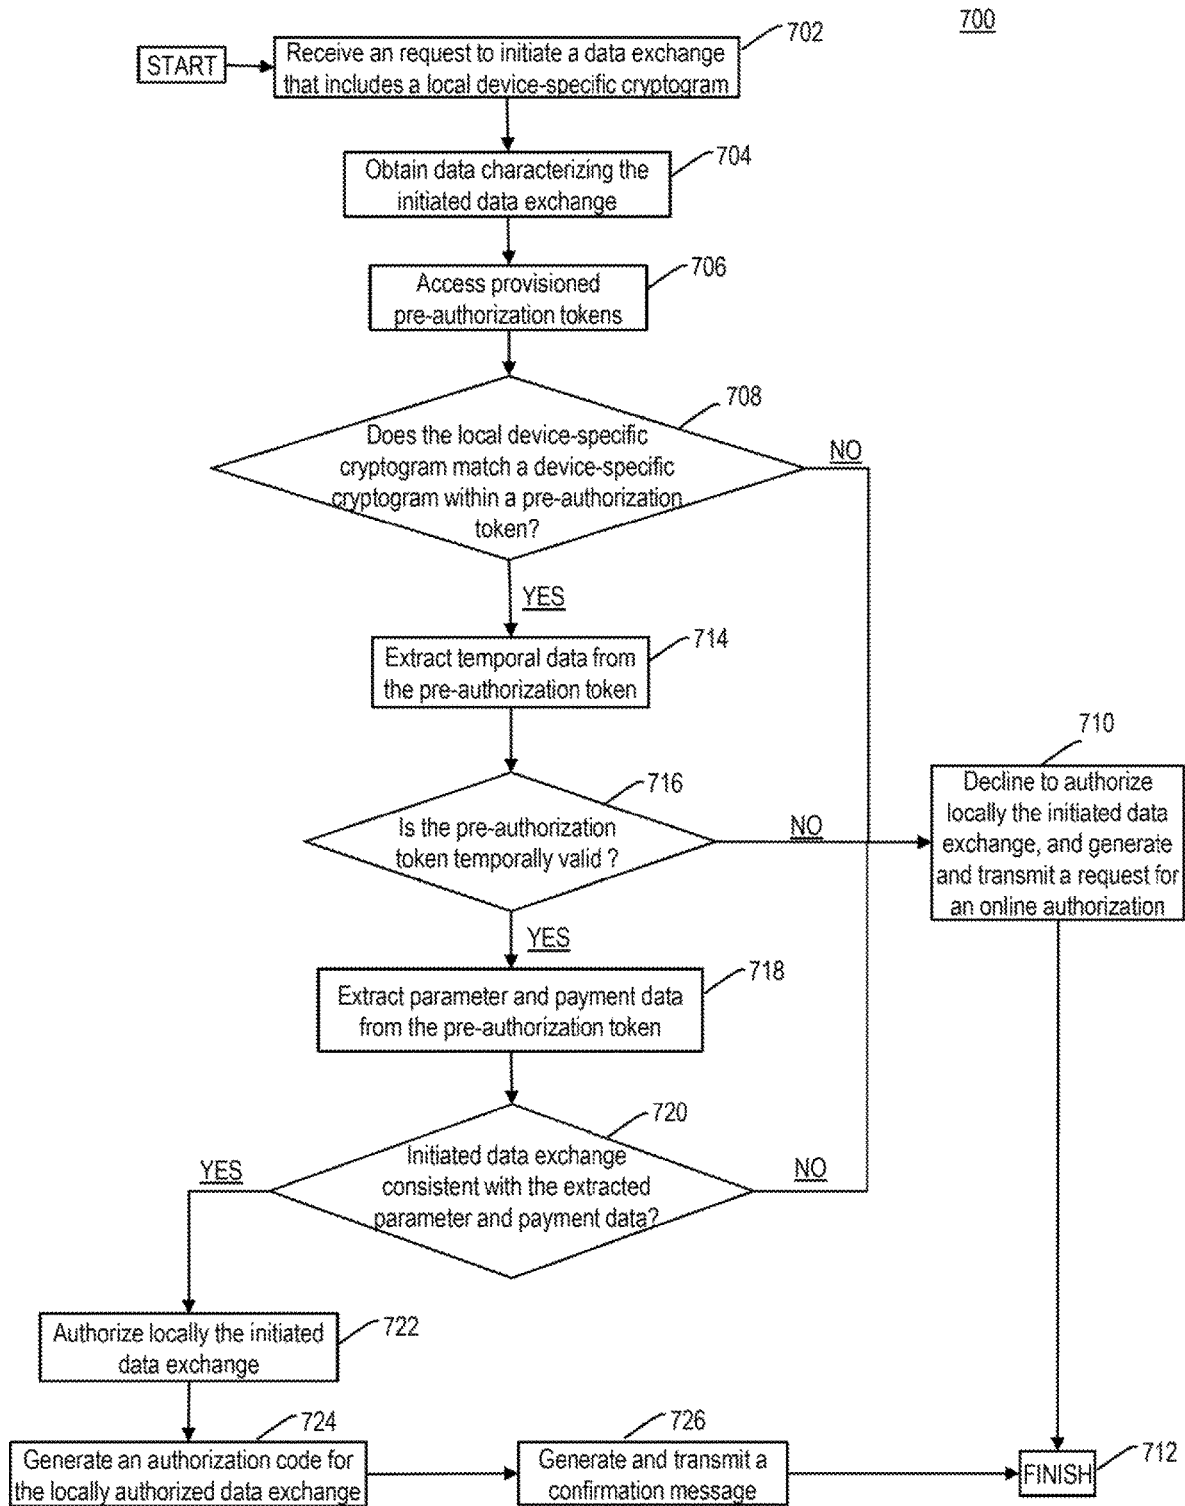 700
702
START
Receive an request to initiate a data exchange
that includes a local device-specific cryptogram
704
Obtain data characterizing the
initiated data exchange
706
Access provisioned
pre-authorization tokens
708
Does the local device-specific
cryptogram match a device-specific
cryptogram within a pre-authorization
token?
NO
YES
714
Extract temporal data from
the pre-authorization token
710
Decline to authorize
locally the initiated data
exchange, and generate
and transmit a request for
an online authorization
716
Is the pre-authorization
token temporally valid ?
NO
YES
718
Extract parameter and payment data
from the pre-authorization token
720
Initiated data exchange
consistent with the extracted
parameter and payment data?
YES
NO
Authorize locally the initiated
data exchange
722
724
Generate an authorization code for
the locally authorized data exchange
726
Generate and transmit a
confirmation message
FINISH
712